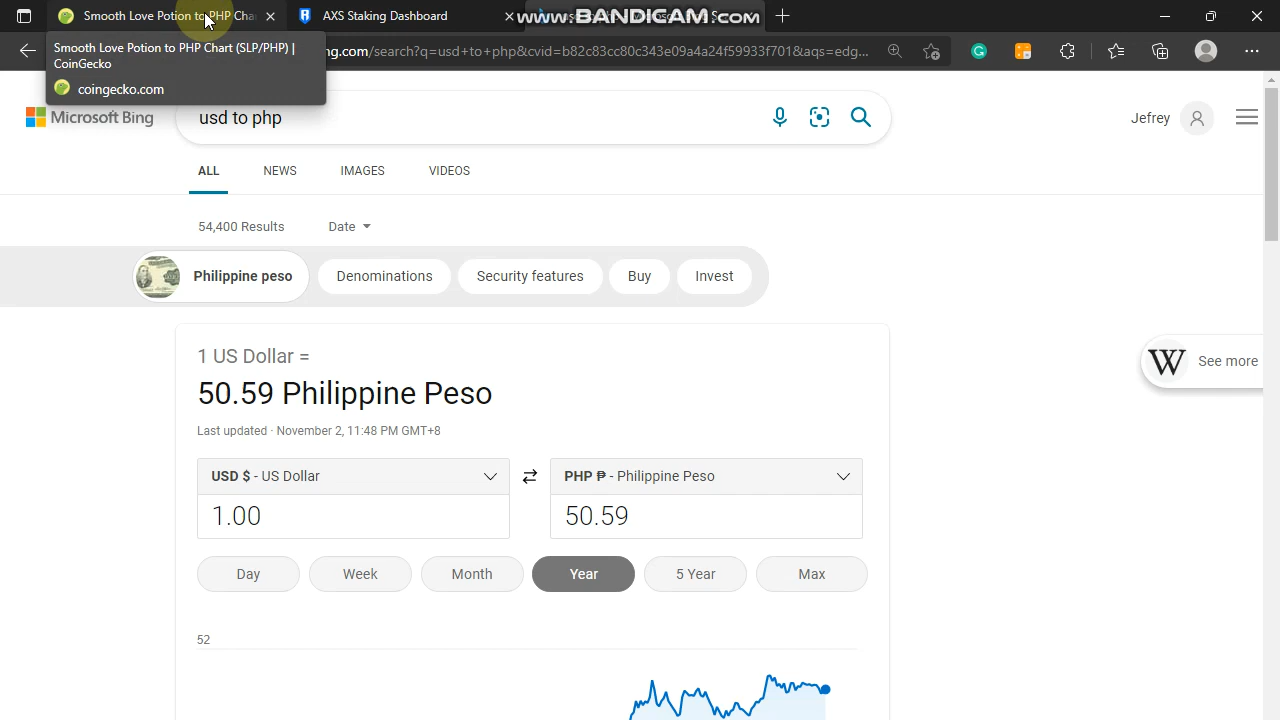 Smooth Love Potion to PHP Cha
AXS Staking Dashboard
www.BANDICAM.com
ng.com/search?q=usd+to+php&cvid=b82c83cc80c343e09a4a24f59933f701&aqs=edg...
Smooth Love Potion to PHP Chart (SLP/PHP) |
CoinGecko
coingecko.com
Microsoft Bing
usd to php
Jefrey
ALL
NEWS
IMAGES
VIDEOS
54,400 Results
Date
Philippine peso
Denominations
Security features
Buy
Invest
1 US Dollar =
50.59 Philippine Peso
Last updated · November 2, 11:48 PM GMT+8
USD $ - US Dollar
PHP ₱ - Philippine Peso
1.00
50.59
Day
Week
Month
Year
5 Year
Max
52
W
See more